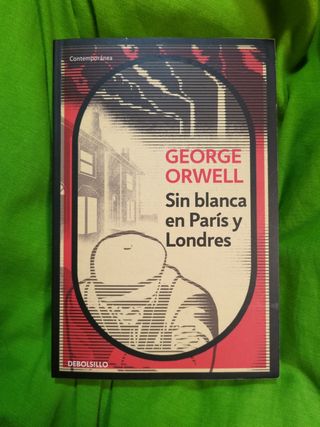 Contemporánea
GEORGE
ORWELL
Sin blanca
en París y
Londres
DEBOLSILLO